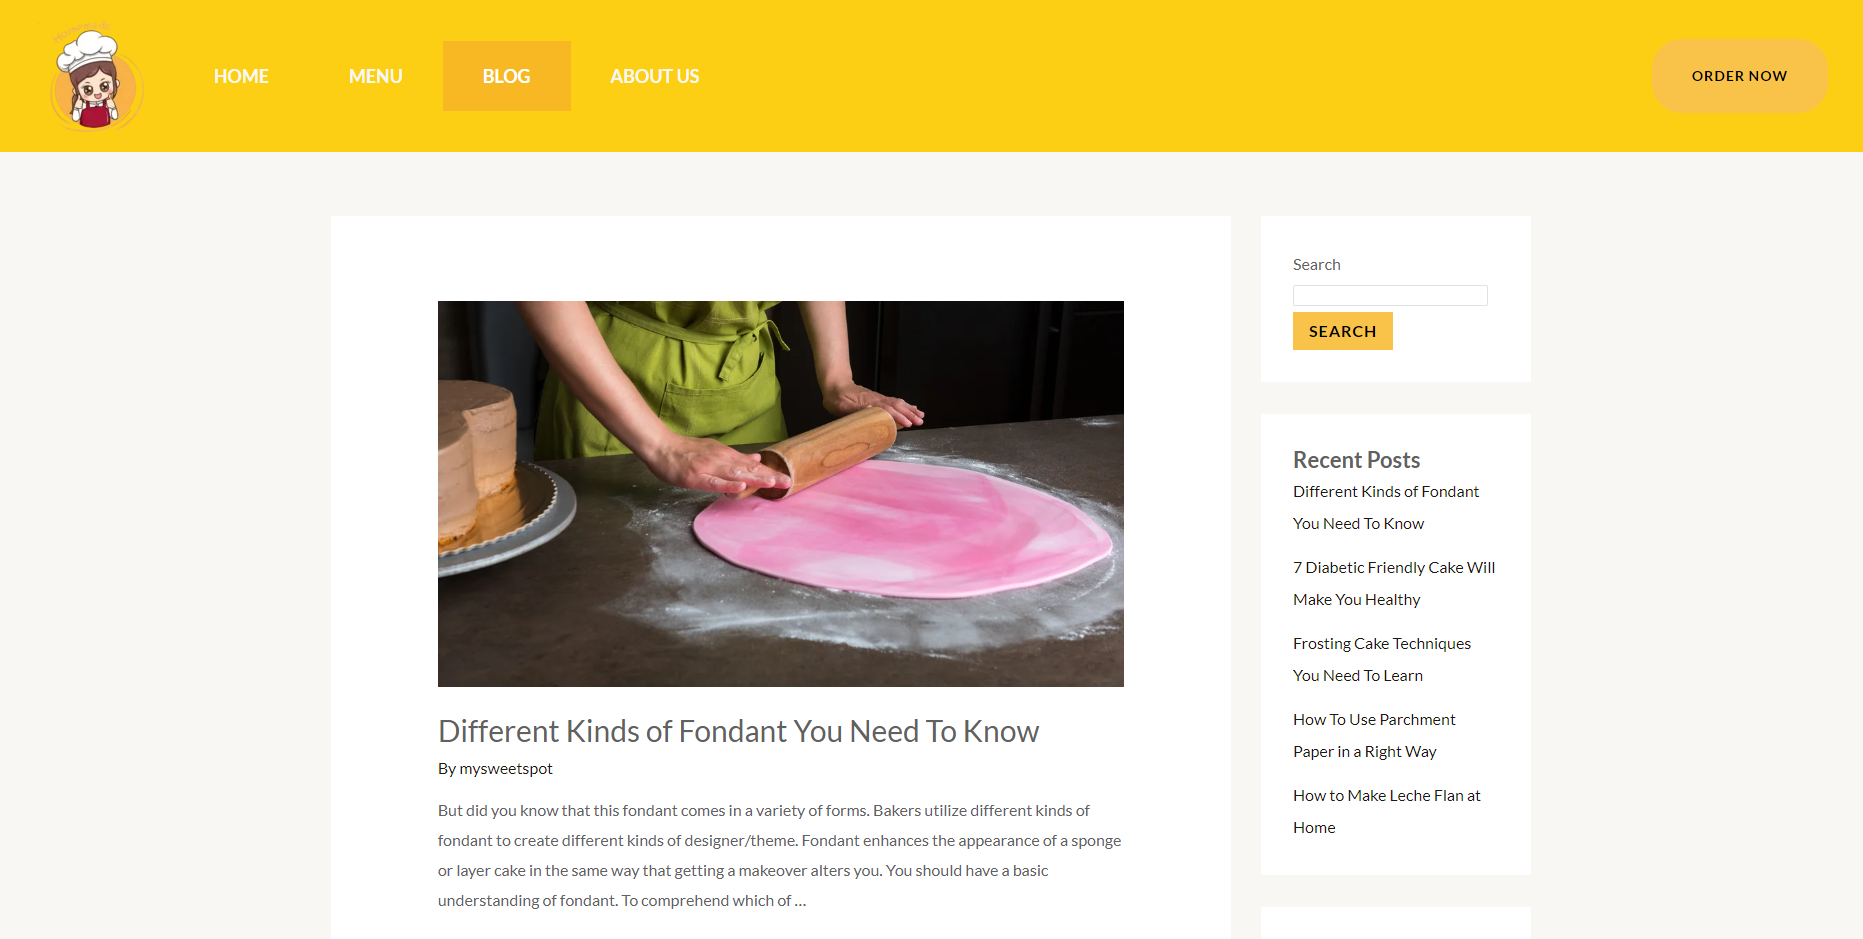 HOME
MENU
BLOG
ABOUT US
ORDER NOW
Different Kinds of Fondant You Need To Know
By mysweetspot
But did you know that this fondant comes in a variety of forms. Bakers utilize different kinds of
fondant to create different kinds of designer/theme. Fondant enhances the appearance of a sponge
or layer cake in the same way that getting a makeover alters you. You should have a basic
understanding of fondant. To comprehend which of …
Search
SEARCH
Recent Posts
Different Kinds of Fondant
You Need To Know
7 Diabetic Friendly Cake Will
Make You Healthy
Frosting Cake Techniques
You Need To Learn
How To Use Parchment
Paper in a Right Way
How to Make Leche Flan at
Home